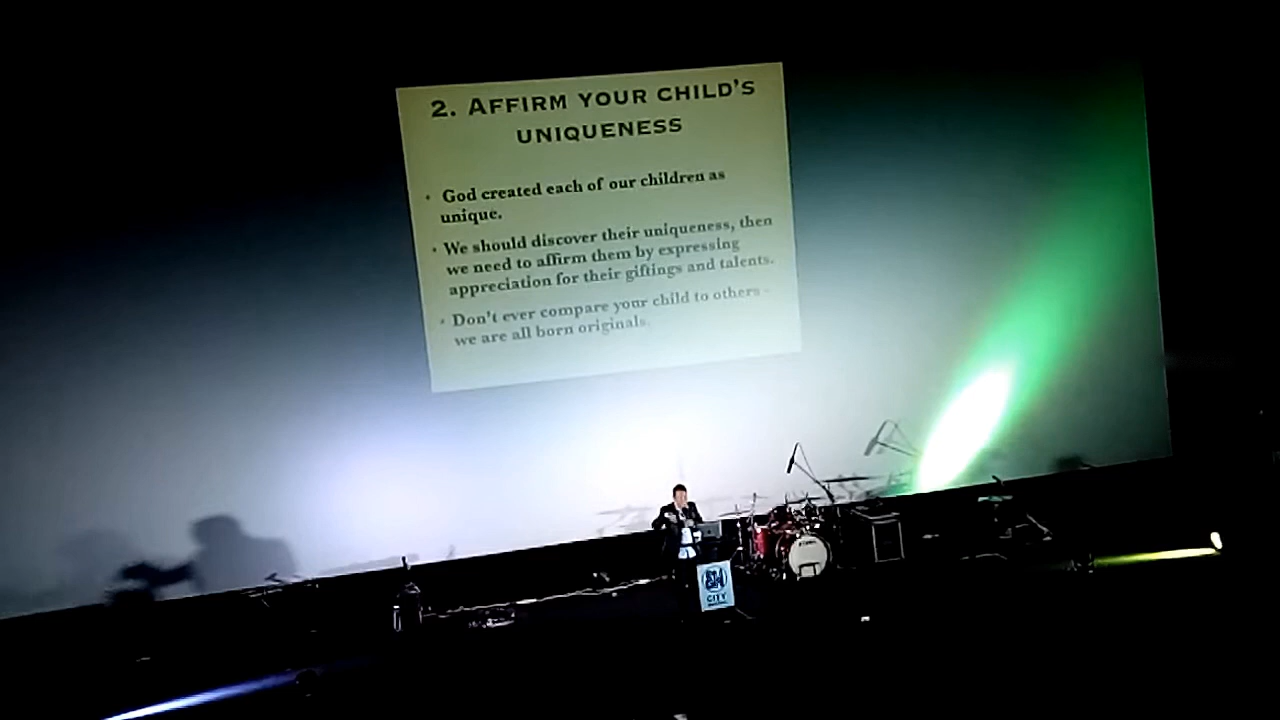 2. AFFIRM YOUR CHILD'S
UNIQUENESS
• God created each of our children as
unique.
• We should discover their uniqueness, then
we need to affirm them by expressing
appreciation for their giftings and talents.
• Don't ever compare your child to others -
we are all born originals.
SM
CITY